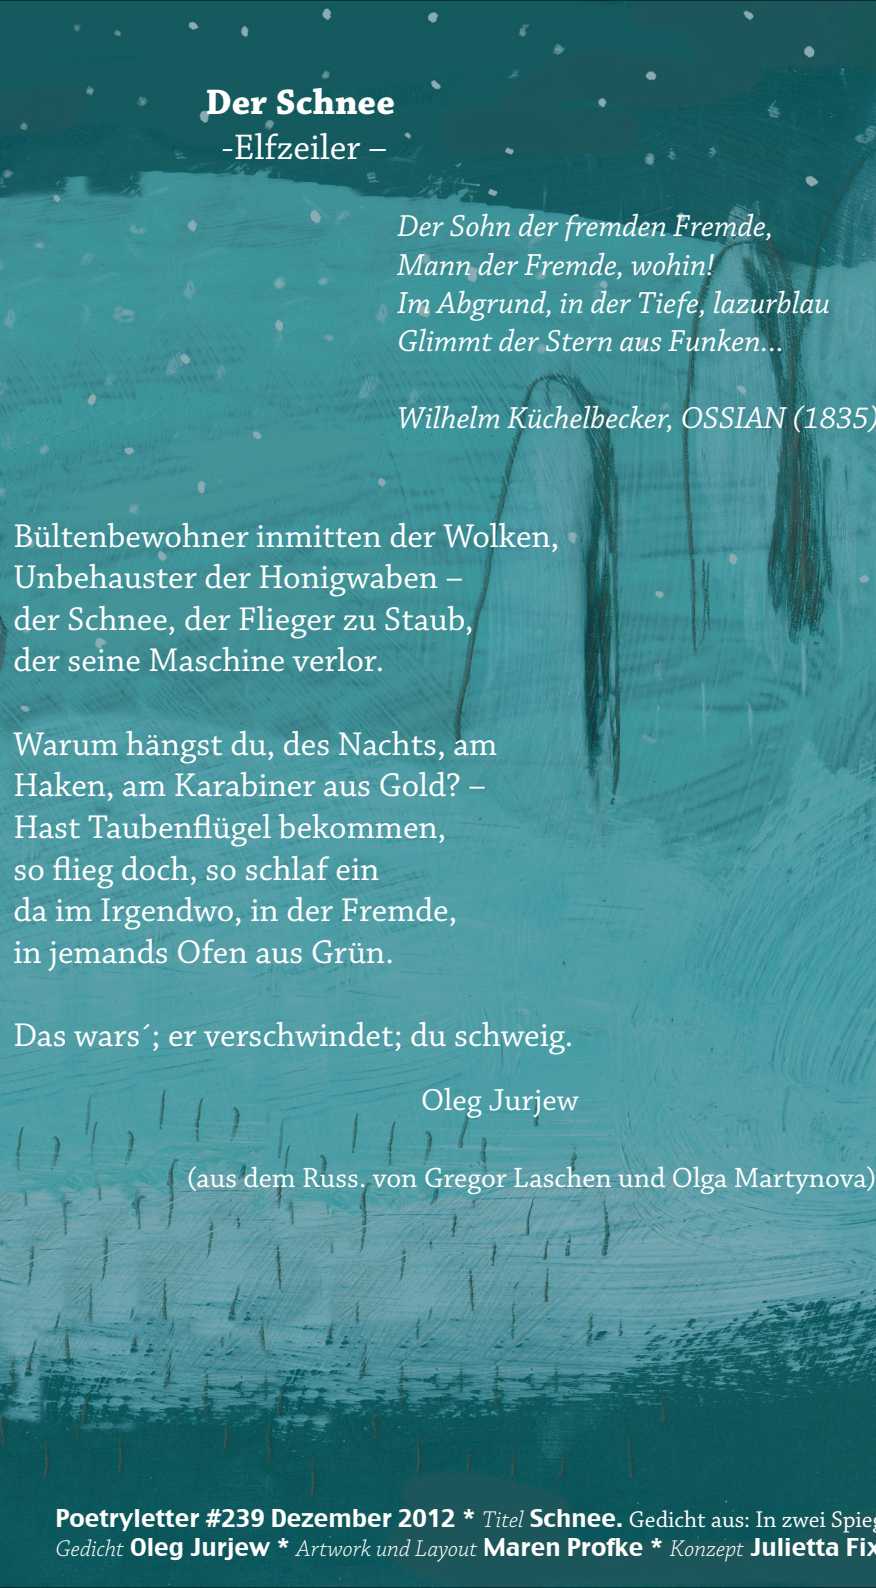 Der Schnee
-Elfzeiler –
Der Sohn der fremden Fremde,
Mann der Fremde, wohin!
Im Abgrund, in der Tiefe, lazurblau
Glimmt der Stern aus Funken...
Wilhelm Küchelbecker, OSSIAN (1835)
Bültenbewohner inmitten der Wolken,
Unbehauster der Honigwaben –
der Schnee, der Flieger zu Staub,
der seine Maschine verlor.
Warum hängst du, des Nachts, am
Haken, am Karabiner aus Gold? –
Hast Taubenflügel bekommen,
so flieg doch, so schlaf ein
da im Irgendwo, in der Fremde,
in jemands Ofen aus Grün.
Das wars´; er verschwindet; du schweig.
Oleg Jurjew
(aus dem Russ. von Gregor Laschen und Olga Martynova)
Poetryletter #239 Dezember 2012 * Titel Schnee. Gedicht aus: In zwei
Gedicht Oleg Jurjew * Artwork und Layout Maren Profke * Konzept Julietta